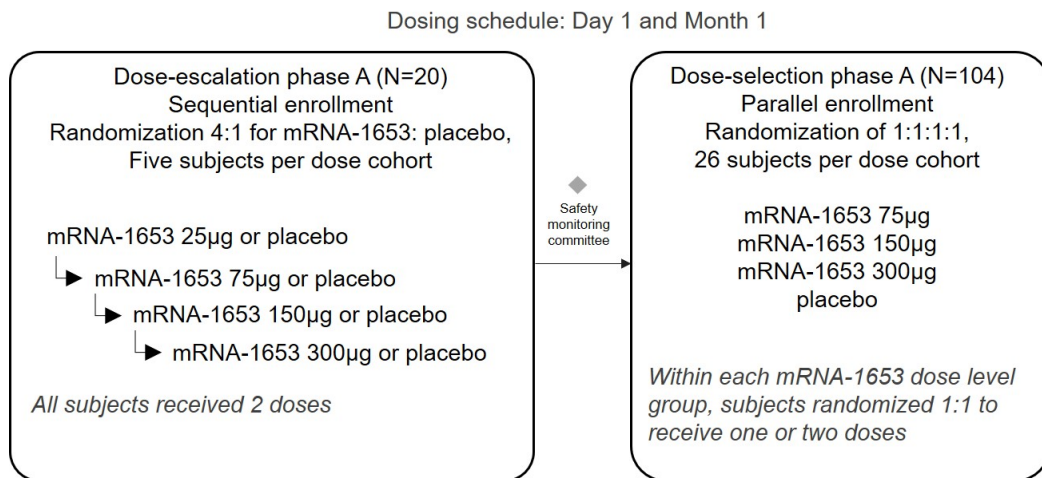 Dosing schedule: Day 1 and Month 1
Dose-escalation phase A (N=20)
Sequential enrollment
Randomization 4:1 for mRNA-1653: placebo,
Five subjects per dose cohort
mRNA-1653 25µg or placebo
mRNA-1653 75µg or placebo
mRNA-1653 150µg or placebo
mRNA-1653 300µg or placebo
All subjects received 2 doses
Safety
monitoring
committee
Dose-selection phase A (N=104)
Parallel enrollment
Randomization of 1:1:1:1,
26 subjects per dose cohort
mRNA-1653 75µg
mRNA-1653 150µg
mRNA-1653 300µg
placebo
Within each mRNA-1653 dose level
group, subjects randomized 1:1 to
receive one or two doses